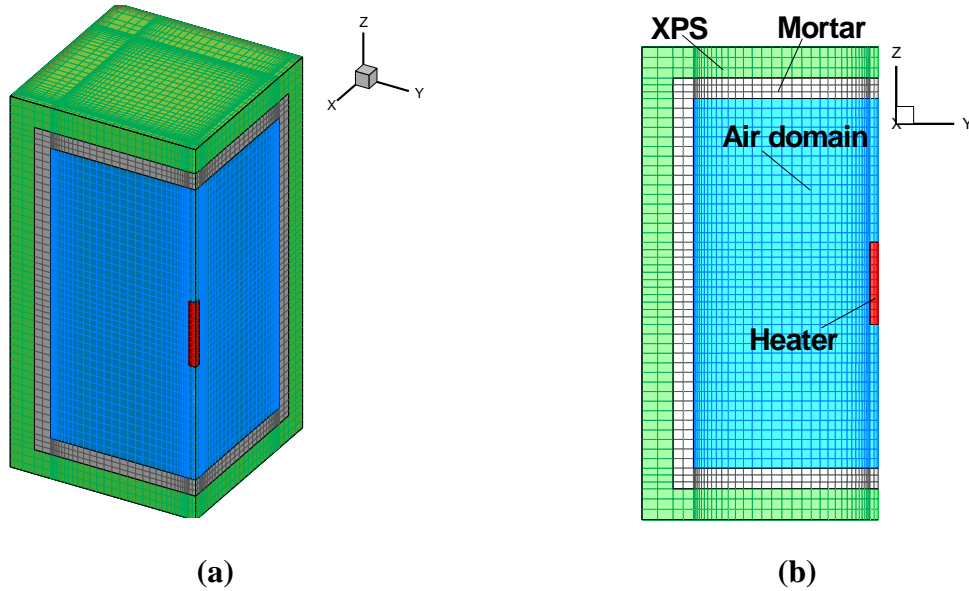 Z
X
Y
(a)
XPS
Mortar
Z
X
Y
Air domain
Heater
(b)